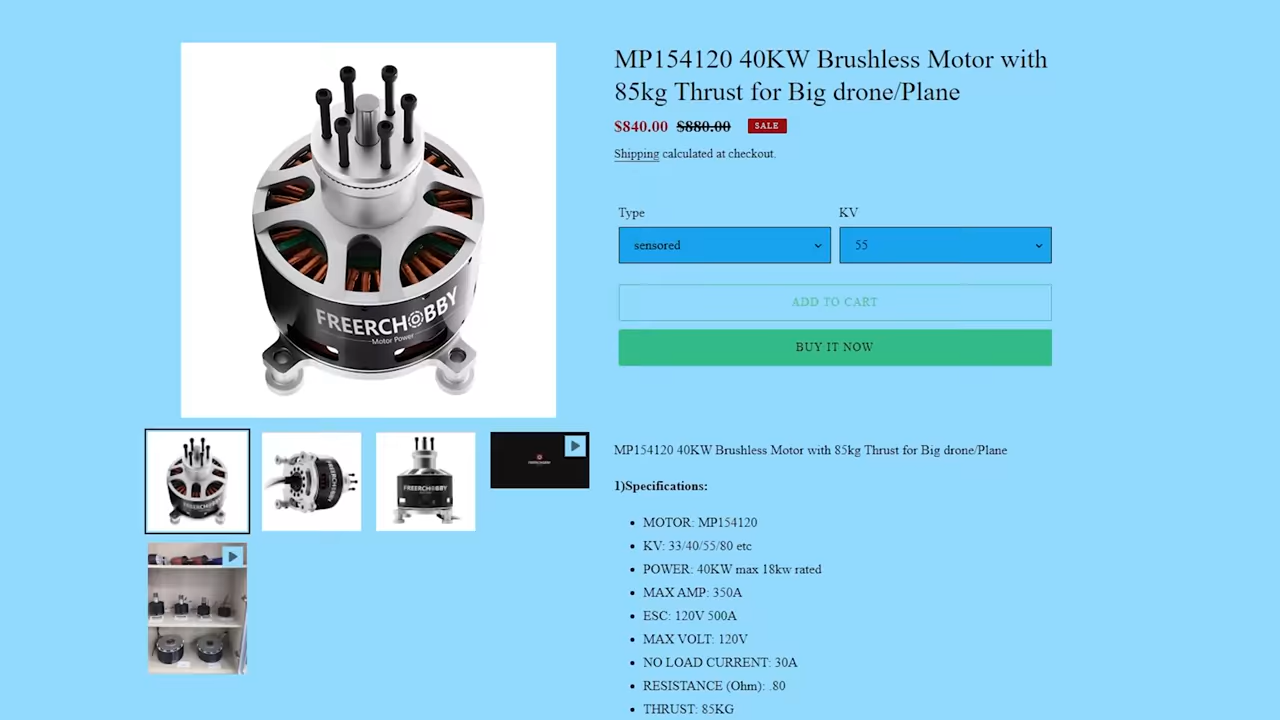 MP154120 40KW Brushless Motor with
85kg Thrust for Big drone/Plane
$840.00 $880.00 SALE
Shipping calculated at checkout.
Type KV
sensored 55
ADD TO CART
BUY IT NOW
FREERCHOBBY
Motor Power
FREERCHOBBY
FREERCHOBBY
FREERCHOBBY
MP154120 40KW Brushless Motor with 85kg Thrust for Big drone/Plane
1)Specifications:
MOTOR: MP154120
KV: 33/40/55/80 etc
POWER: 40KW max 18kw rated
MAX AMP: 350A
ESC: 120V 500A
MAX VOLT: 120V
NO LOAD CURRENT: 30A
RESISTANCE (Ohm): .80
THRUST: 85KG